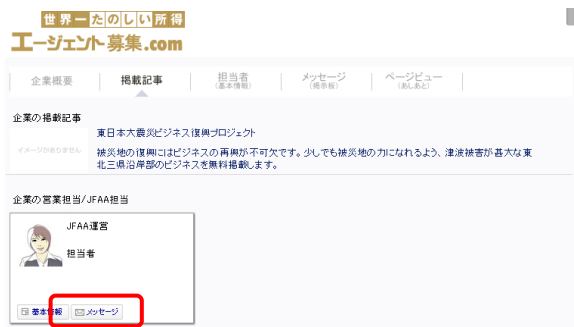 世界一たのしい所得
エージェント募集.com
企業概要
掲載記事
担当者
(基本情報)
メッセージ
(掲示板)
ページビュー
(あしあと)
企業の掲載記事
イメージがありません
東日本大震災ビジネス復興プロジェクト
被災地の復興にはビジネスの再興が不可欠です。少しでも被災地の力になれるよう、津波被害が甚大な東
北三県沿岸部のビジネスを無料掲載します。
企業の営業担当/JFAA担当
JFAA運営
担当者
基本情報
メッセージ